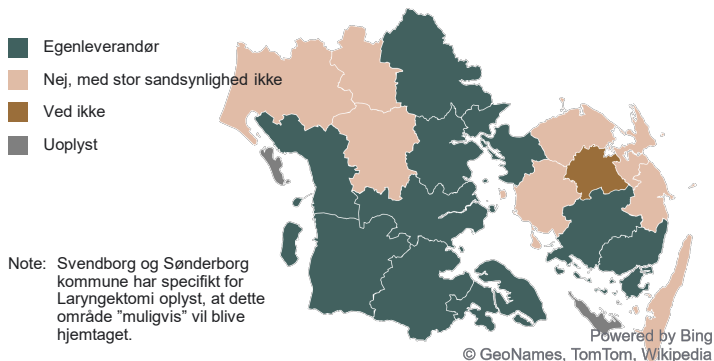 Egenleverandør
Nej, med stor sandsynlighed ikke
Ved ikke
Uoplyst
Note: Svendborg og Sønderborg
kommune har specifikt for
Laryngektomi oplyst, at dette
område ”muligvis” vil blive
hjemtaget.
Powered by Bing
© GeoNames, TomTom, Wikipedia